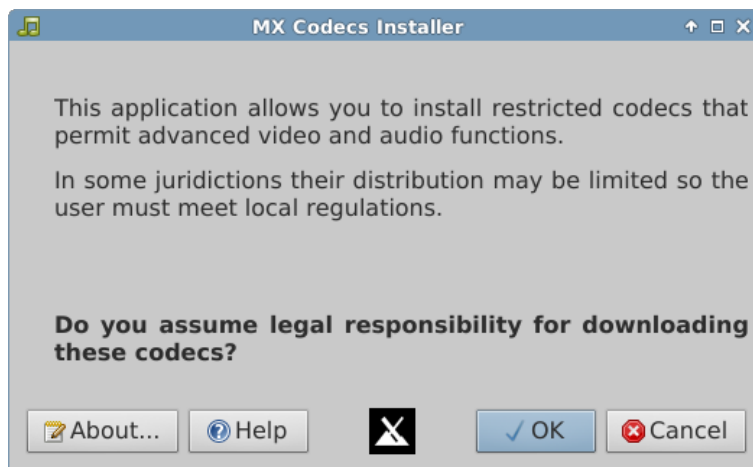 MX Codecs Installer
This application allows you to install restricted codecs that
permit advanced video and audio functions.
In some juridictions their distribution may be limited so the
user must meet local regulations.
Do you assume legal responsibility for downloading
these codecs?
About... Help OK Cancel